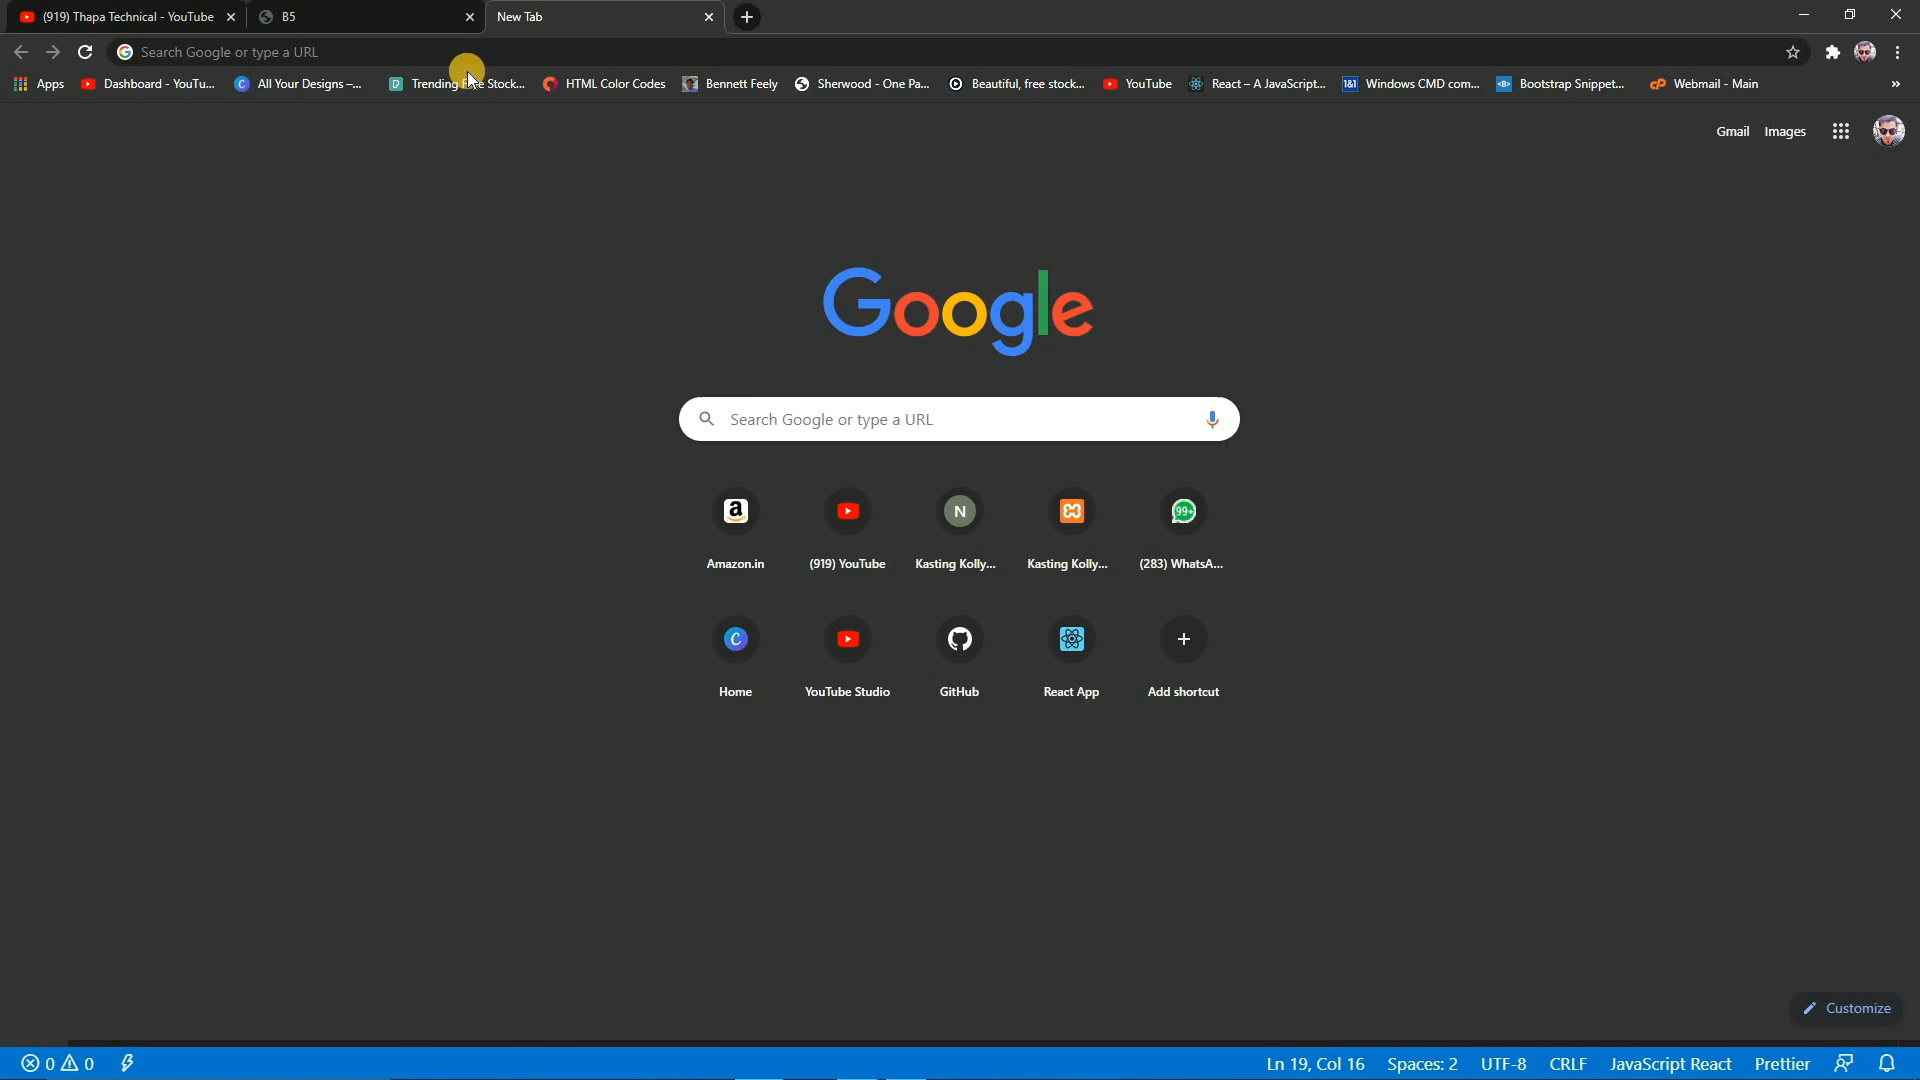 (919) Thapa Technical - YouTube
B5
New Tab
Search Google or type a URL
Apps
Dashboard - YouTu...
All Your Designs –...
Trending Stock...
HTML Color Codes
Bennett Feely
Sherwood - One Pa...
Beautiful, free stock...
YouTube
React – A JavaScript...
1&1 Windows CMD com...
<B> Bootstrap Snippet...
cP Webmail - Main
»
Gmail Images
Google
Search Google or type a URL
a
N
99+
Amazon.in
(919) YouTube
Kasting Kolly...
Kasting Kolly...
(283) WhatsA...
C
Home
YouTube Studio
GitHub
React App
Add shortcut
Customize
0 0
Ln 19, Col 16
Spaces: 2
UTF-8
CRLF
JavaScript React
Prettier